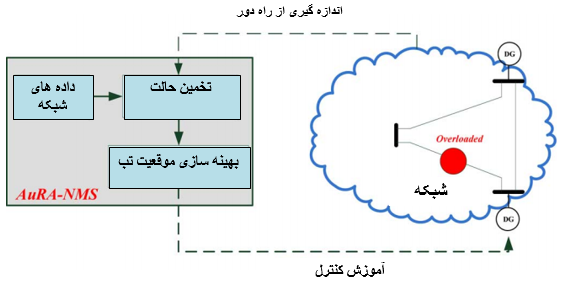 اندازه گیری از راه دور
DG
داده های
شبکه
تخمین حالت
Overloaded
بهینه سازی موقعیت تب
شبکه
AuRA-NMS
DG
آموزش کنترل